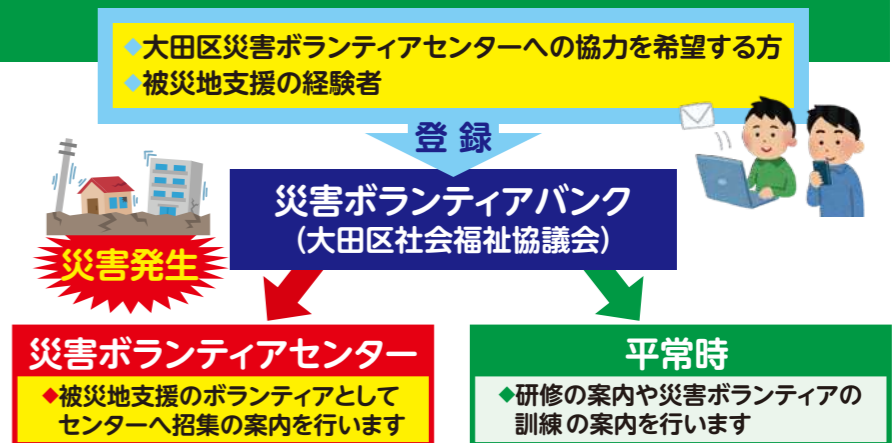 ◆大田区災害ボランティアセンターへの協力を希望する方
◆被災地支援の経験者
登録
災害ボランティアバンク
(大田区社会福祉協議会)
災害発生
災害ボランティアセンター
◆被災地支援のボランティアとして
センターへ招集の案内を行います
平常時
◆研修の案内や災害ボランティアの
訓練の案内を行います